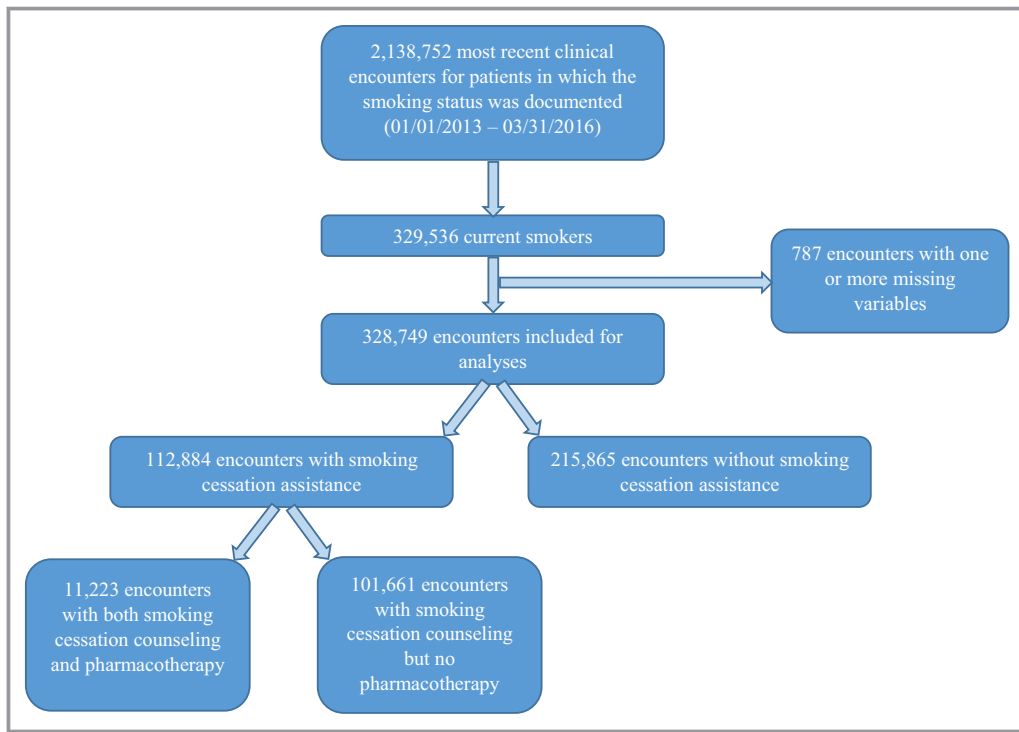 2,138,752 most recent clinical
encounters for patients in which the
smoking status was documented
(01/01/2013 – 03/31/2016)
329,536 current smokers
787 encounters with one
or more missing
variables
328,749 encounters included for
analyses
112,884 encounters with smoking
cessation assistance
215,865 encounters without smoking
cessation assistance
11,223 encounters
with both smoking
cessation counseling
and pharmacotherapy
101,661 encounters
with smoking
cessation counseling
but no
pharmacotherapy